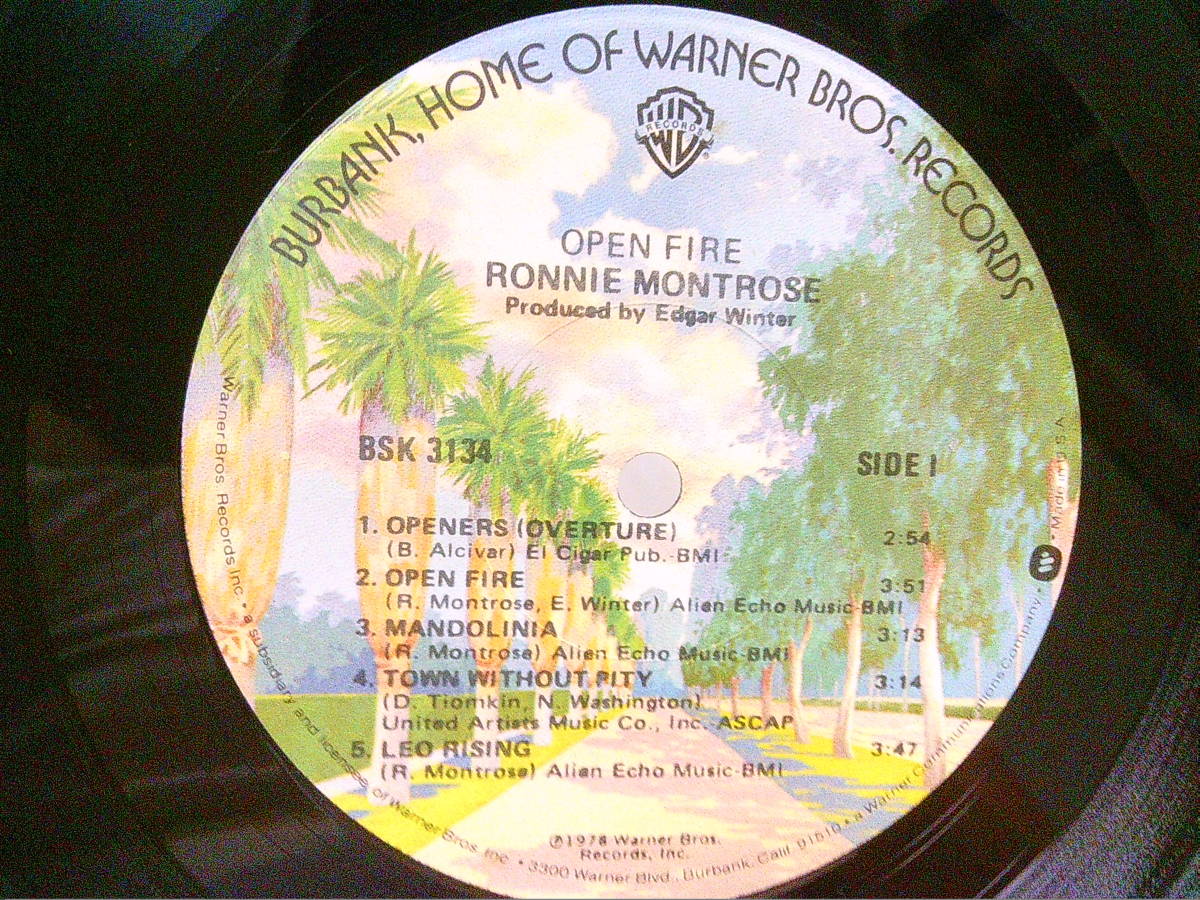 BURBANK, HOME OF WARNER BROS. RECORDS
WB
RECORDS
®
OPEN FIRE
RONNIE MONTROSE
Produced by Edgar Winter
BSK 3134
SIDE 1
1. OPENERS (OVERTURE) 2:54
(B. Alcivar) El Cigar Pub.-BMI
2. OPEN FIRE 3:51
(R. Montrose, E. Winter) Alien Echo Music-BMI
3. MANDOLINIA 3:13
(R. Montrose) Alien Echo Music-BMI
4. TOWN WITHOUT PITY 3:14
(D. Tiomkin, N. Washington)
United Artists Music Co., Inc.-ASCAP
5. LEO RISING 3:47
(R. Montrose) Alien Echo Music-BMI
℗1978 Warner Bros.
Records, Inc.
Warner Bros. Records Inc. • a subsidiary and licensee of Warner Bros. Inc. • 3300 Warner Blvd., Burbank, Calif. 91510 • a Warner Communications Company • Made in U.S.A.